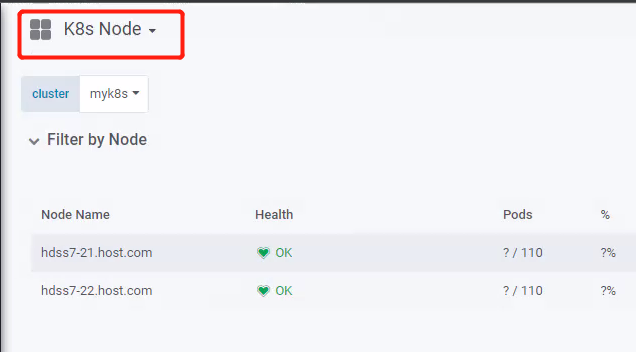 K8s Node
cluster myk8s
Filter by Node
Node Name Health Pods %
hdss7-21.host.com OK ? / 110 ?%
hdss7-22.host.com OK ? / 110 ?%